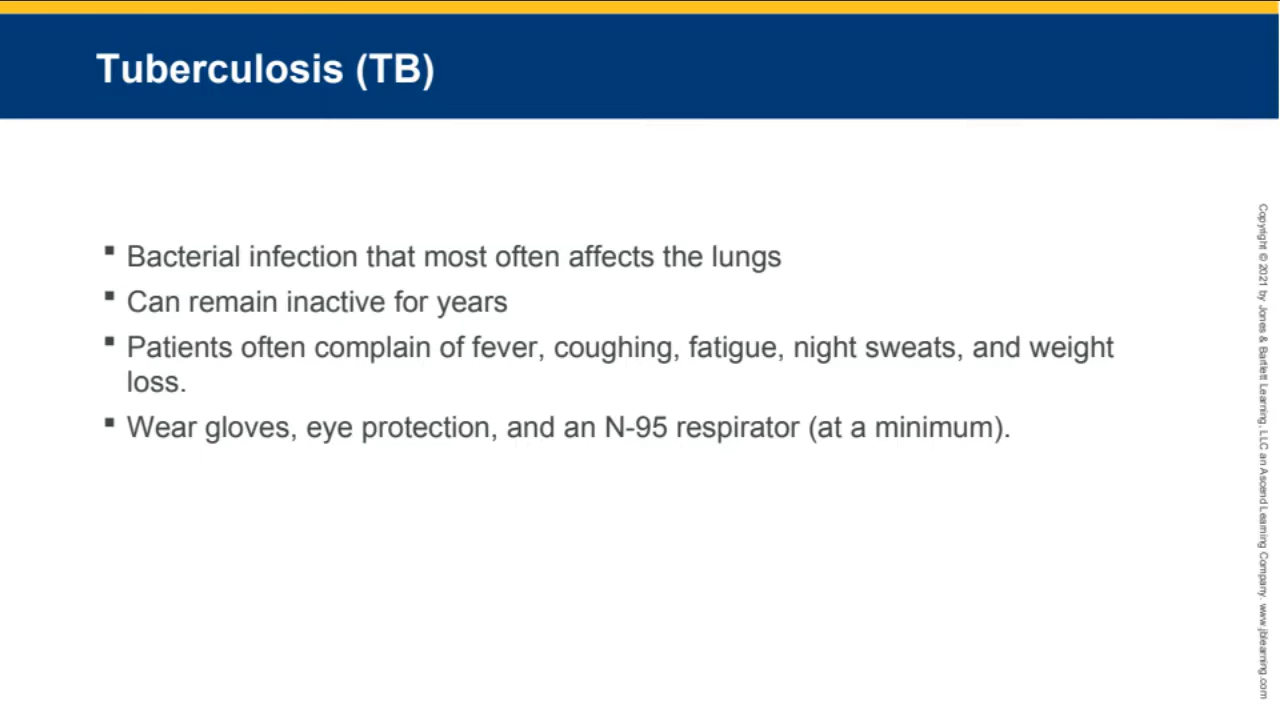 Tuberculosis (TB)
▪ Bacterial infection that most often affects the lungs
▪ Can remain inactive for years
▪ Patients often complain of fever, coughing, fatigue, night sweats, and weight
loss.
▪ Wear gloves, eye protection, and an N-95 respirator (at a minimum).
Copyright © 2021 by Jones & Bartlett Learning, LLC an Ascend Learning Company. www.jblearning.com